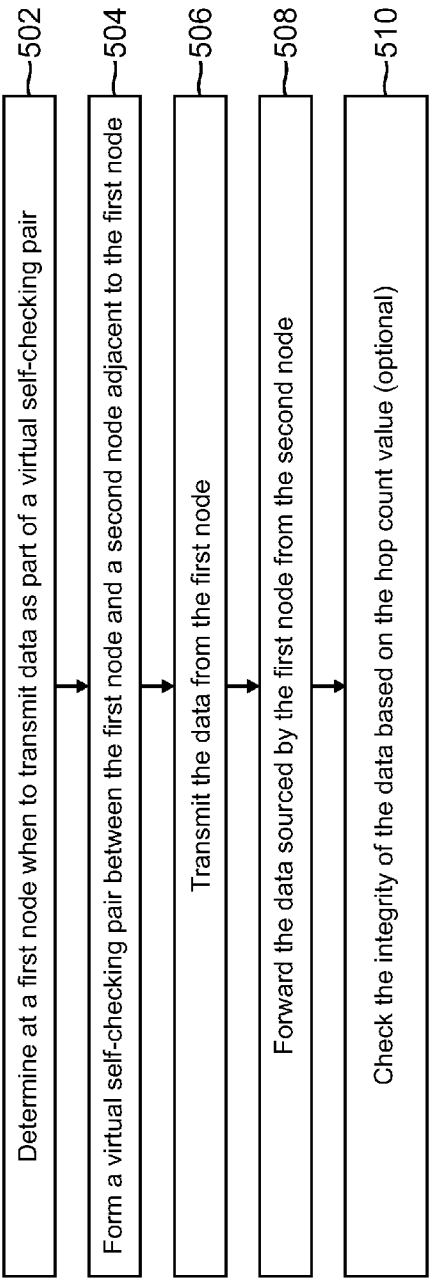 Determine at a first node when to transmit data as part of a virtual self-checking pair
502
Form a virtual self-checking pair between the first node and a second node adjacent to the first node
504
Transmit the data from the first node
506
Forward the data sourced by the first node from the second node
508
Check the integrity of the data based on the hop count value (optional)
510